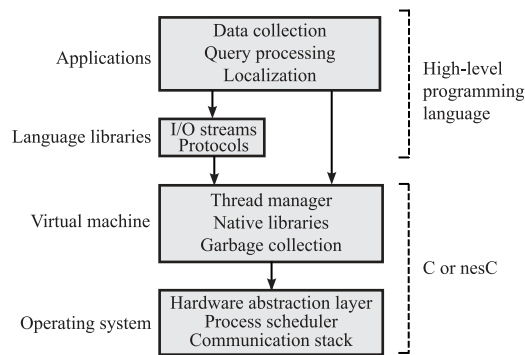 Applications
Data collection
Query processing
Localization
High-level
programming
language
Language libraries
I/O streams
Protocols
Virtual machine
Thread manager
Native libraries
Garbage collection
C or nesC
Operating system
Hardware abstraction layer
Process scheduler
Communication stack